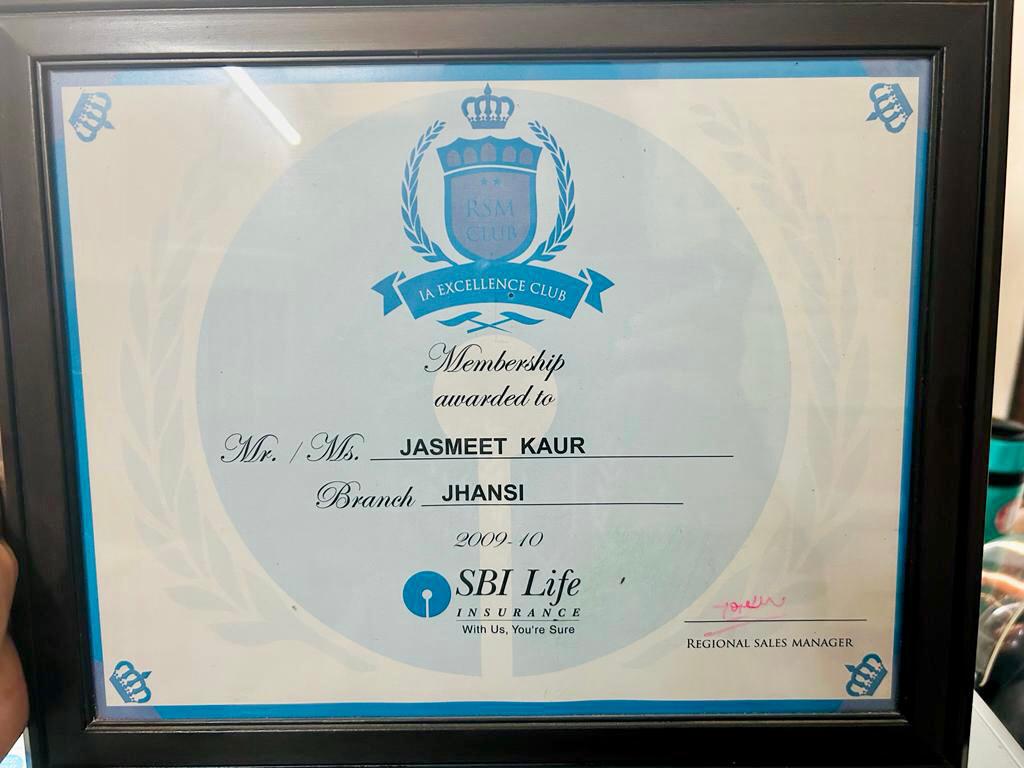 RSM
CLUB
IA EXCELLENCE CLUB
Membership
awarded to
Mr. / Ms. JASMEET KAUR
Branch JHANSI
2009-10
SBI Life
INSURANCE
With Us, You're Sure
REGIONAL SALES MANAGER